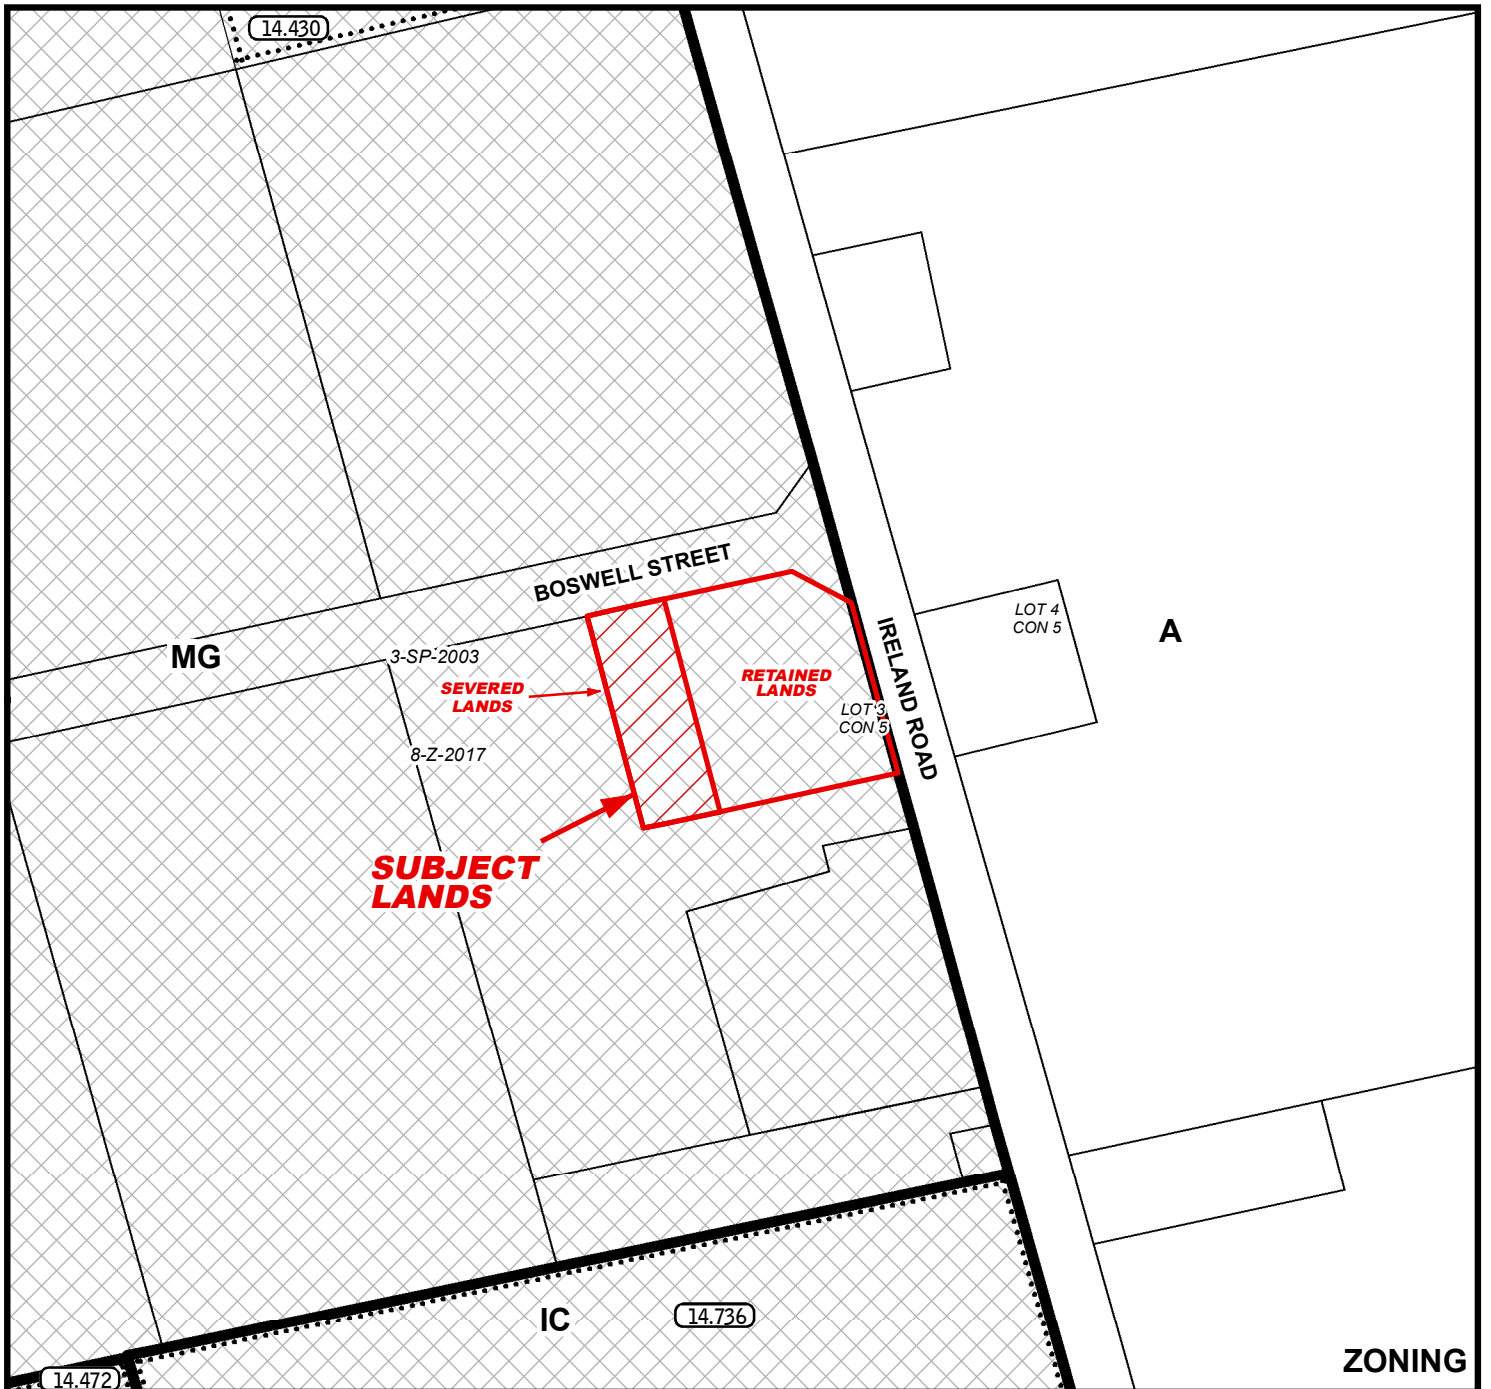 14.430
BOSWELL STREET
LOT 4
CON 5
A
MG
3-SP-2003
IRELAND ROAD
SEVERED
LANDS
RETAINED
LANDS
LOT 3
CON 5
8-Z-2017
SUBJECT
LANDS
IC
14.736
ZONING
14.472